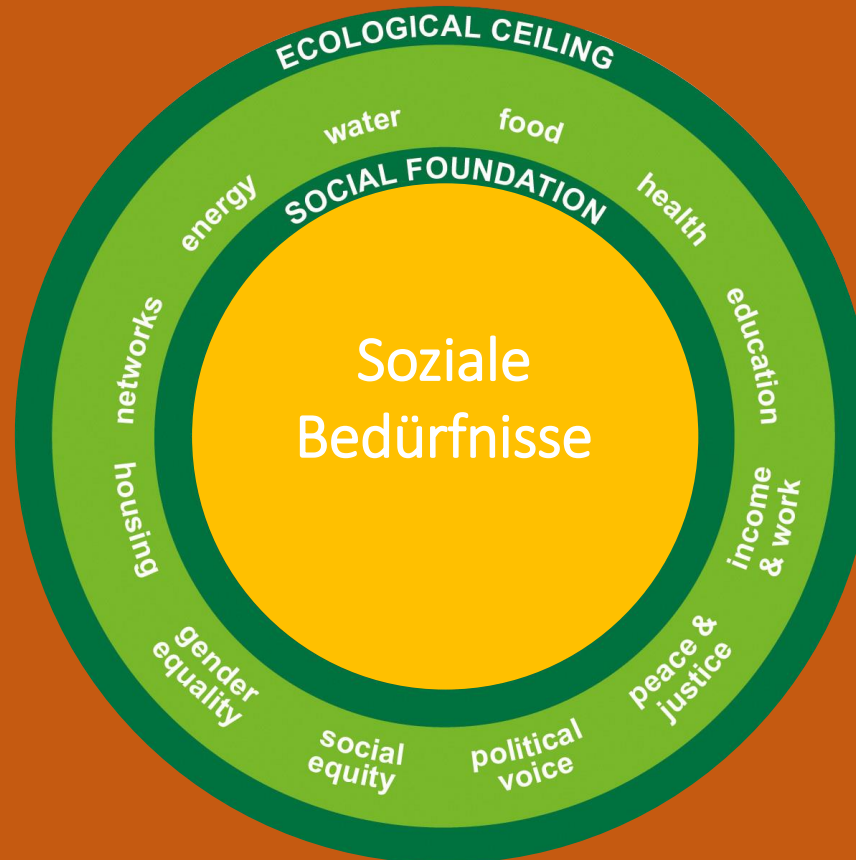 ECOLOGICAL CEILING
water
food
energy
SOCIAL FOUNDATION
health
networks
education
Soziale
Bedürfnisse
housing
income
& work
gender
equality
peace &
justice
social
equity
political
voice